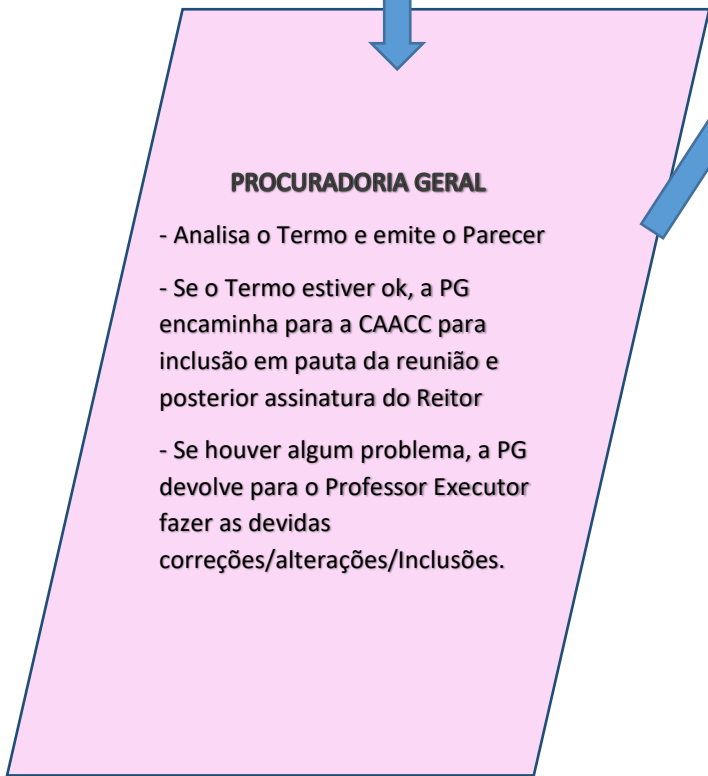 PROCURADORIA GERAL
- Analisa o Termo e emite o Parecer
- Se o Termo estiver ok, a PG
encaminha para a CAACC para
inclusão em pauta da reunião e
posterior assinatura do Reitor
- Se houver algum problema, a PG
devolve para o Professor Executor
fazer as devidas
correções/alterações/Inclusões.